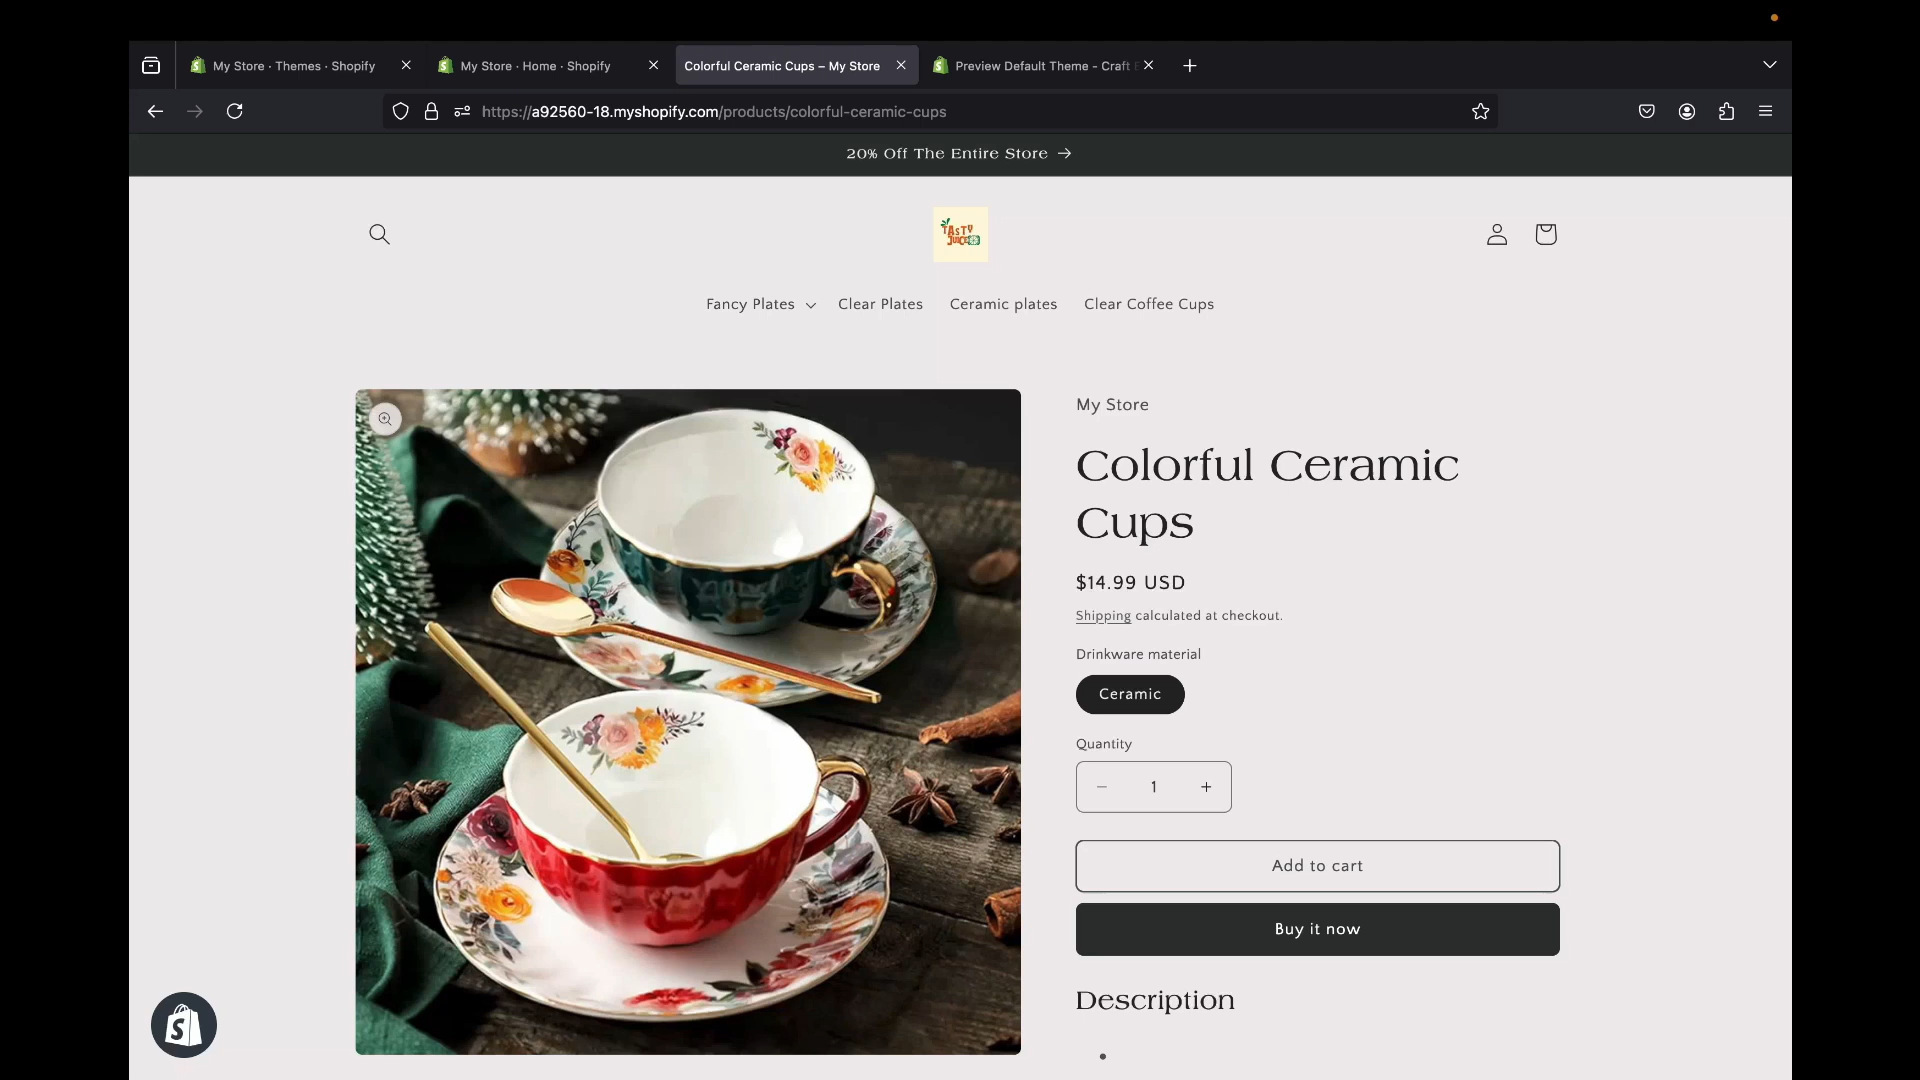 My Store · Themes · Shopify
My Store · Home · Shopify
Colorful Ceramic Cups – My Store
Preview Default Theme - Craft
https://a92560-18.myshopify.com/products/colorful-ceramic-cups
20% Off The Entire Store →
TASTY
JUICE
Fancy Plates
Clear Plates
Ceramic plates
Clear Coffee Cups
My Store
Colorful Ceramic
Cups
$14.99 USD
Shipping calculated at checkout.
Drinkware material
Ceramic
Quantity
− 1 +
Add to cart
Buy it now
Description
•